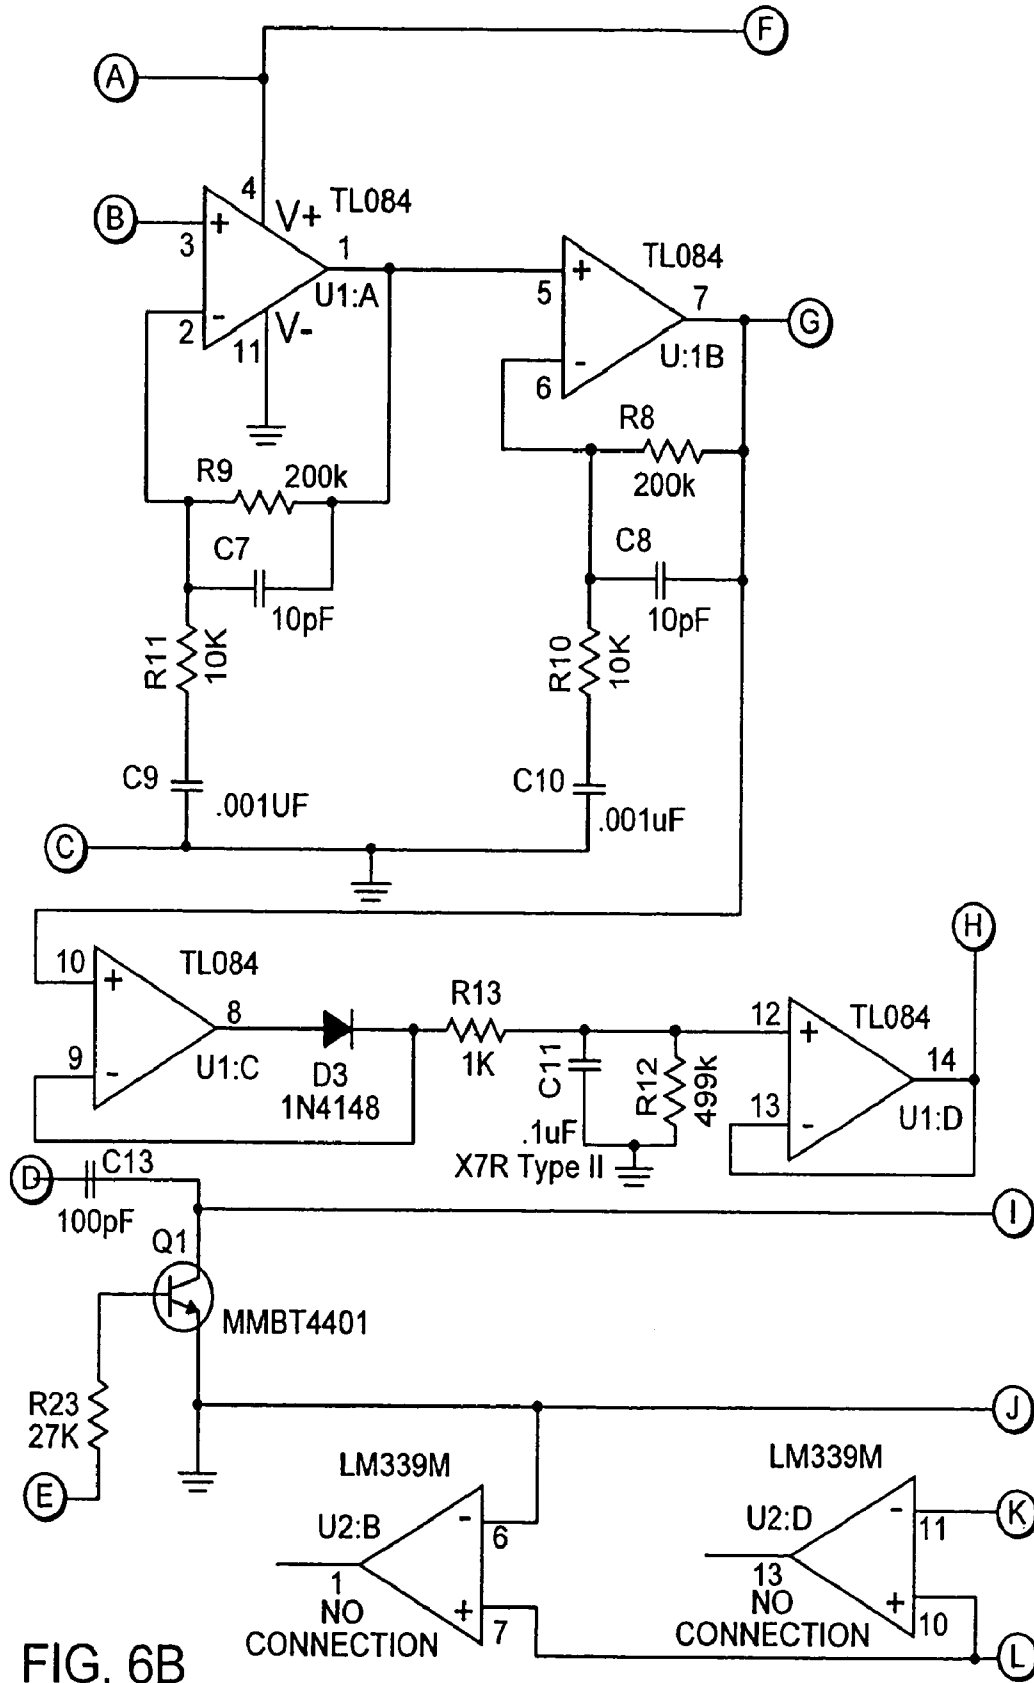 F
A
4
V+
TL084
B
+
3
1
U1:A
-
2
V-
11
TL084
+
5
7
G
U:1B
-
6
R8
200k
R9
200k
C7
10pF
C8
10pF
R11
10K
R10
10K
C9
.001UF
C10
.001uF
C
H
10
+
TL084
8
U1:C
9
-
D3
1N4148
R13
1K
C11
.1uF
X7R Type II
R12
499k
12
+
TL084
14
13
-
U1:D
D
C13
100pF
I
Q1
MMBT4401
R23
27K
J
E
LM339M
U2:B
-
6
1
NO
CONNECTION
+
7
LM339M
U2:D
-
11
K
13
NO
CONNECTION
+
10
L
FIG. 6B